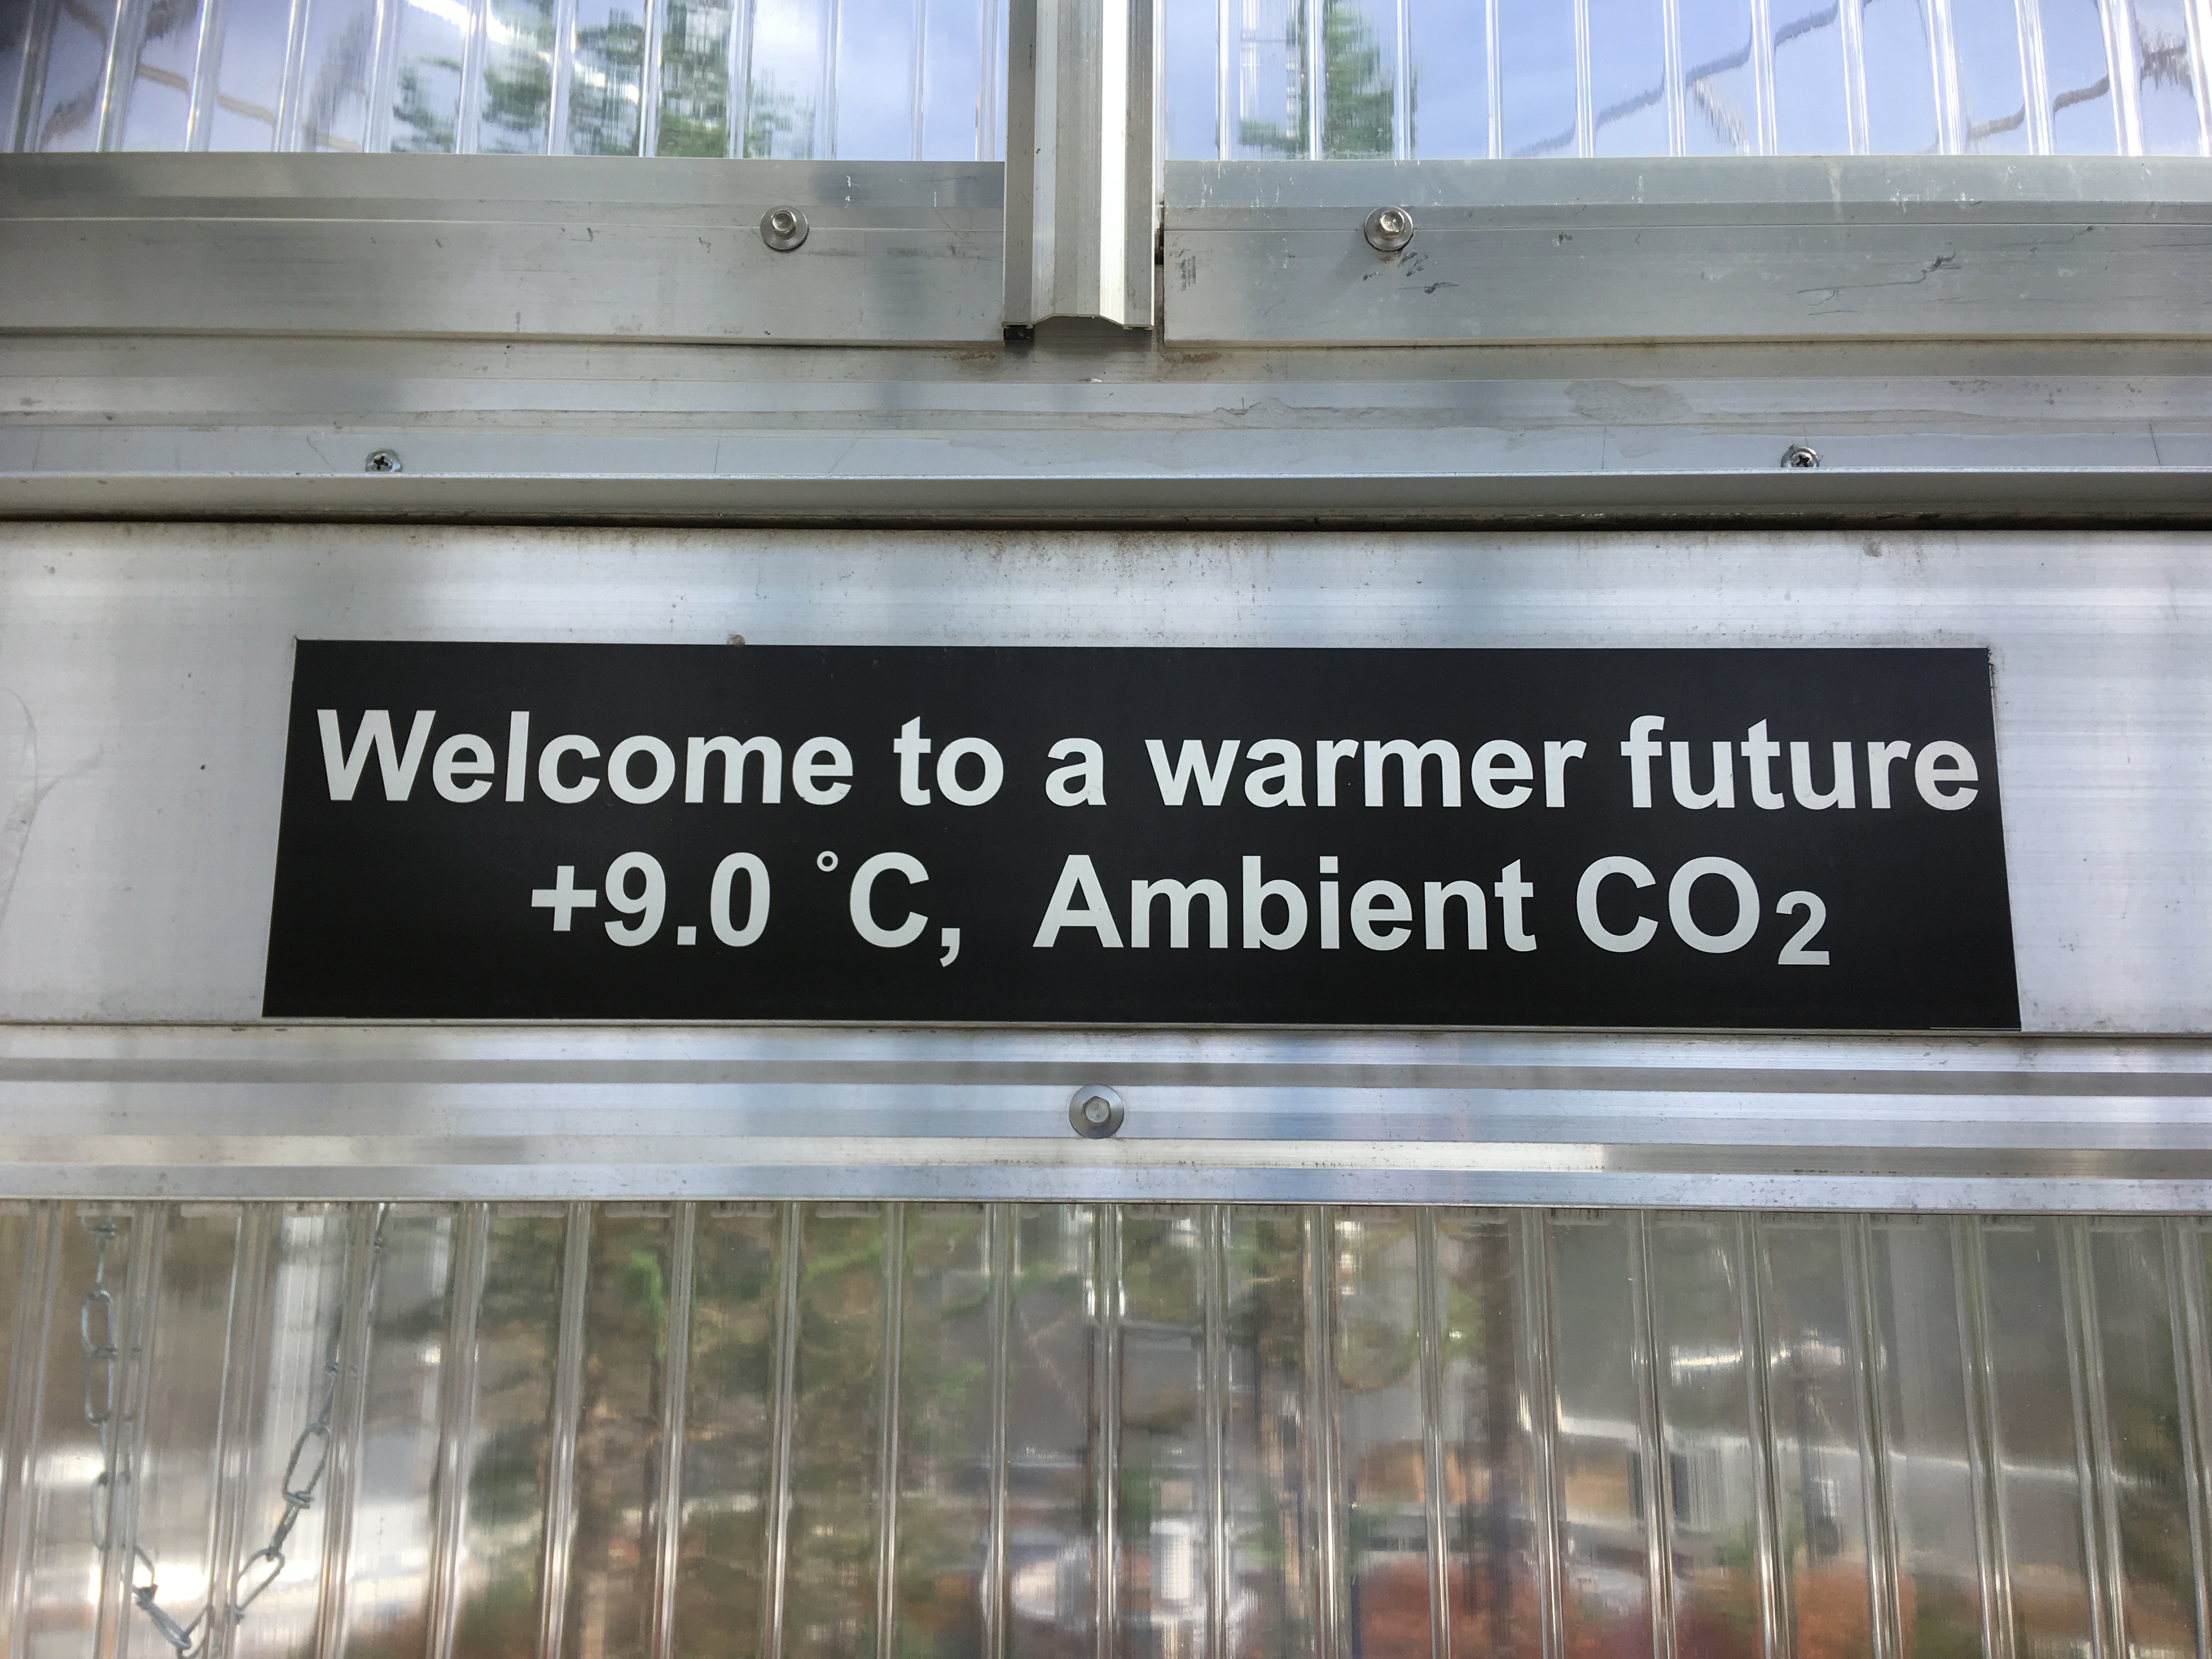 Welcome to a warmer future
+9.0 °C, Ambient CO2